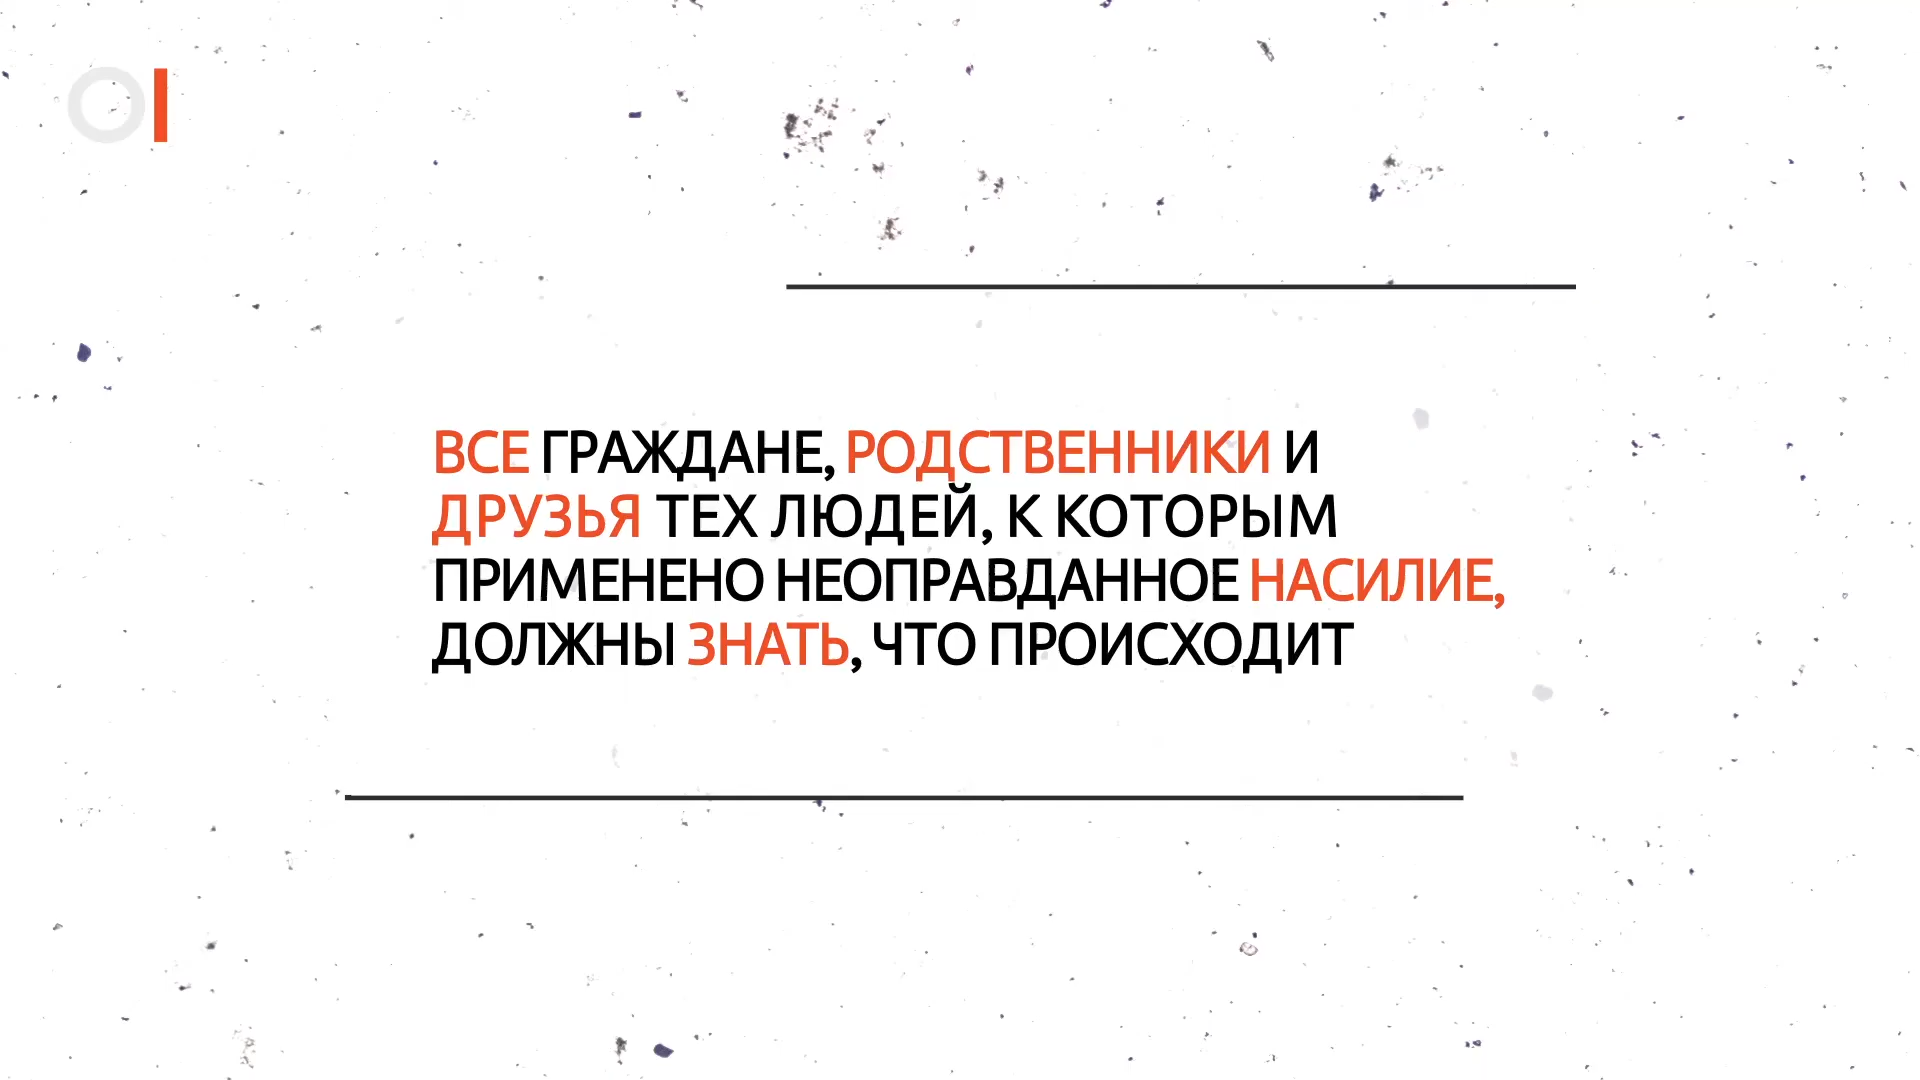 ВСЕ ГРАЖДАНЕ, РОДСТВЕННИКИ И
ДРУЗЬЯ ТЕХ ЛЮДЕЙ, К КОТОРЫМ
ПРИМЕНЕНО НЕОПРАВДАННОЕ НАСИЛИЕ,
ДОЛЖНЫ ЗНАТЬ, ЧТО ПРОИСХОДИТ